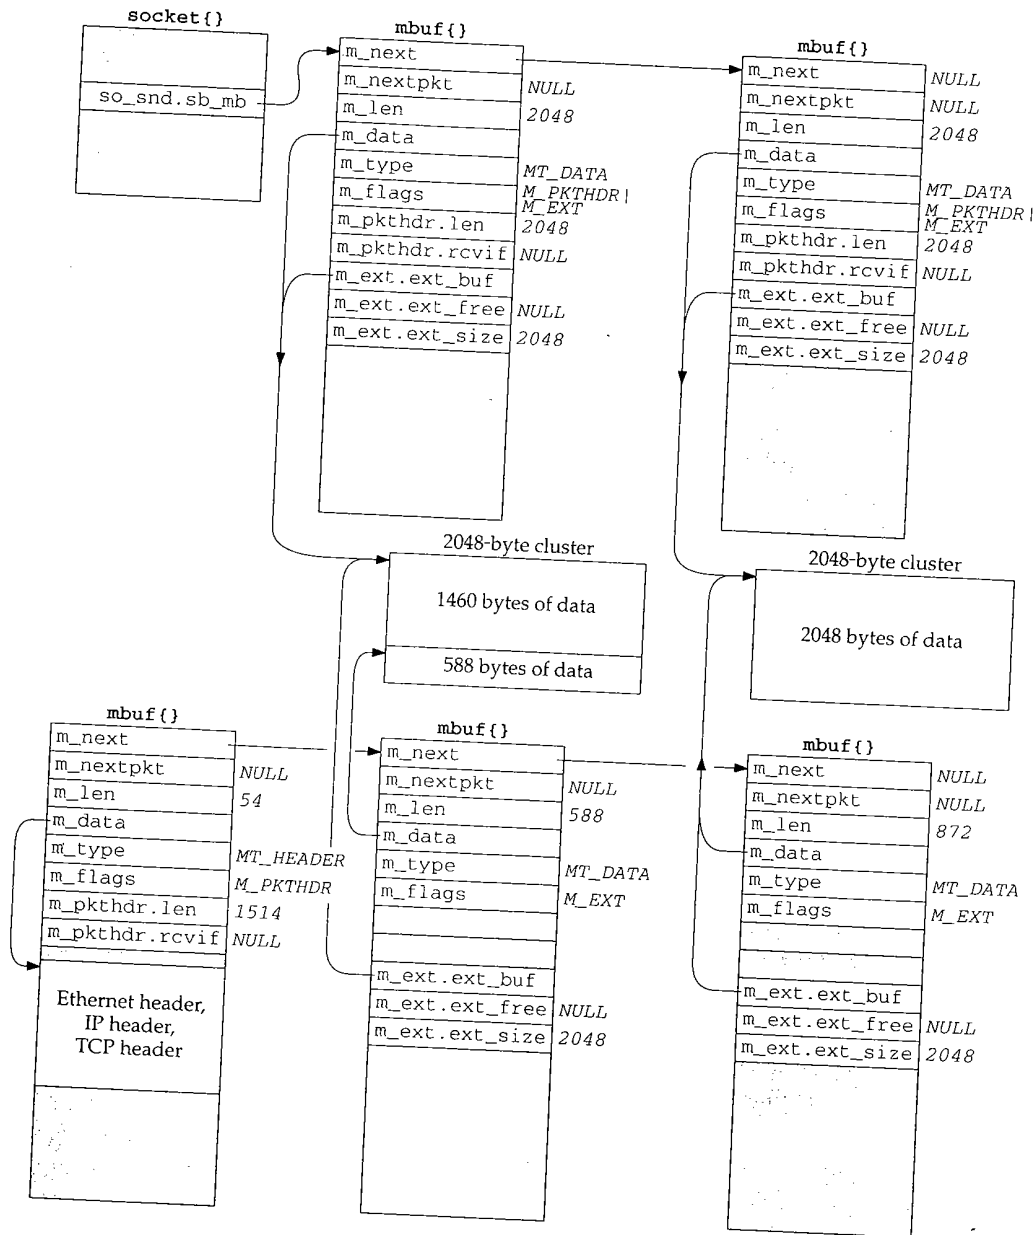 socket{}
so_snd.sb_mb
mbuf{}
m_next
m_nextpkt NULL
m_len 2048
m_data
m_type MT_DATA
m_flags M_PKTHDR|
M_EXT
m_pkthdr.len 2048
m_pkthdr.rcvif NULL
m_ext.ext_buf
m_ext.ext_free NULL
m_ext.ext_size 2048
mbuf{}
m_next NULL
m_nextpkt NULL
m_len 2048
m_data
m_type MT_DATA
m_flags M_PKTHDR|
M_EXT
m_pkthdr.len 2048
m_pkthdr.rcvif NULL
m_ext.ext_buf
m_ext.ext_free NULL
m_ext.ext_size 2048
2048-byte cluster
1460 bytes of data
588 bytes of data
2048-byte cluster
2048 bytes of data
mbuf{}
m_next
m_nextpkt NULL
m_len 54
m_data
m_type MT_HEADER
m_flags M_PKTHDR
m_pkthdr.len 1514
m_pkthdr.rcvif NULL
Ethernet header,
IP header,
TCP header
mbuf{}
m_next
m_nextpkt NULL
m_len 588
m_data
m_type MT_DATA
m_flags M_EXT
m_ext.ext_buf
m_ext.ext_free NULL
m_ext.ext_size 2048
mbuf{}
m_next NULL
m_nextpkt NULL
m_len 872
m_data
m_type MT_DATA
m_flags M_EXT
m_ext.ext_buf
m_ext.ext_free NULL
m_ext.ext_size 2048